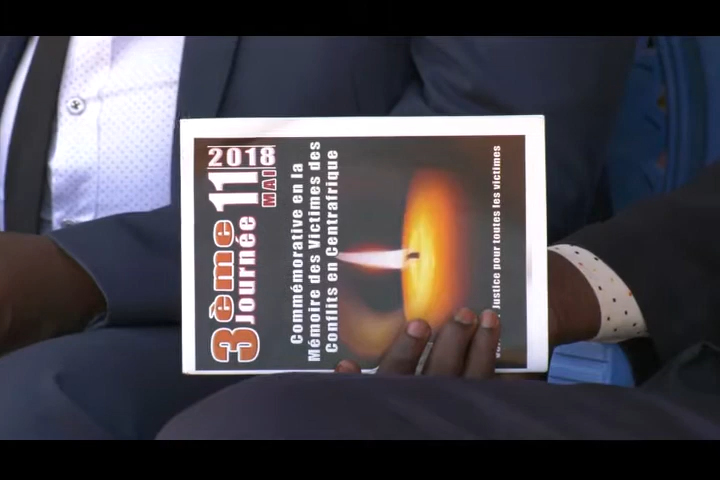 3ème
Journée
11
2018
MAI
Commémorative en la
Mémoire des Victimes des
Conflits en Centrafrique
Justice pour toutes les victimes